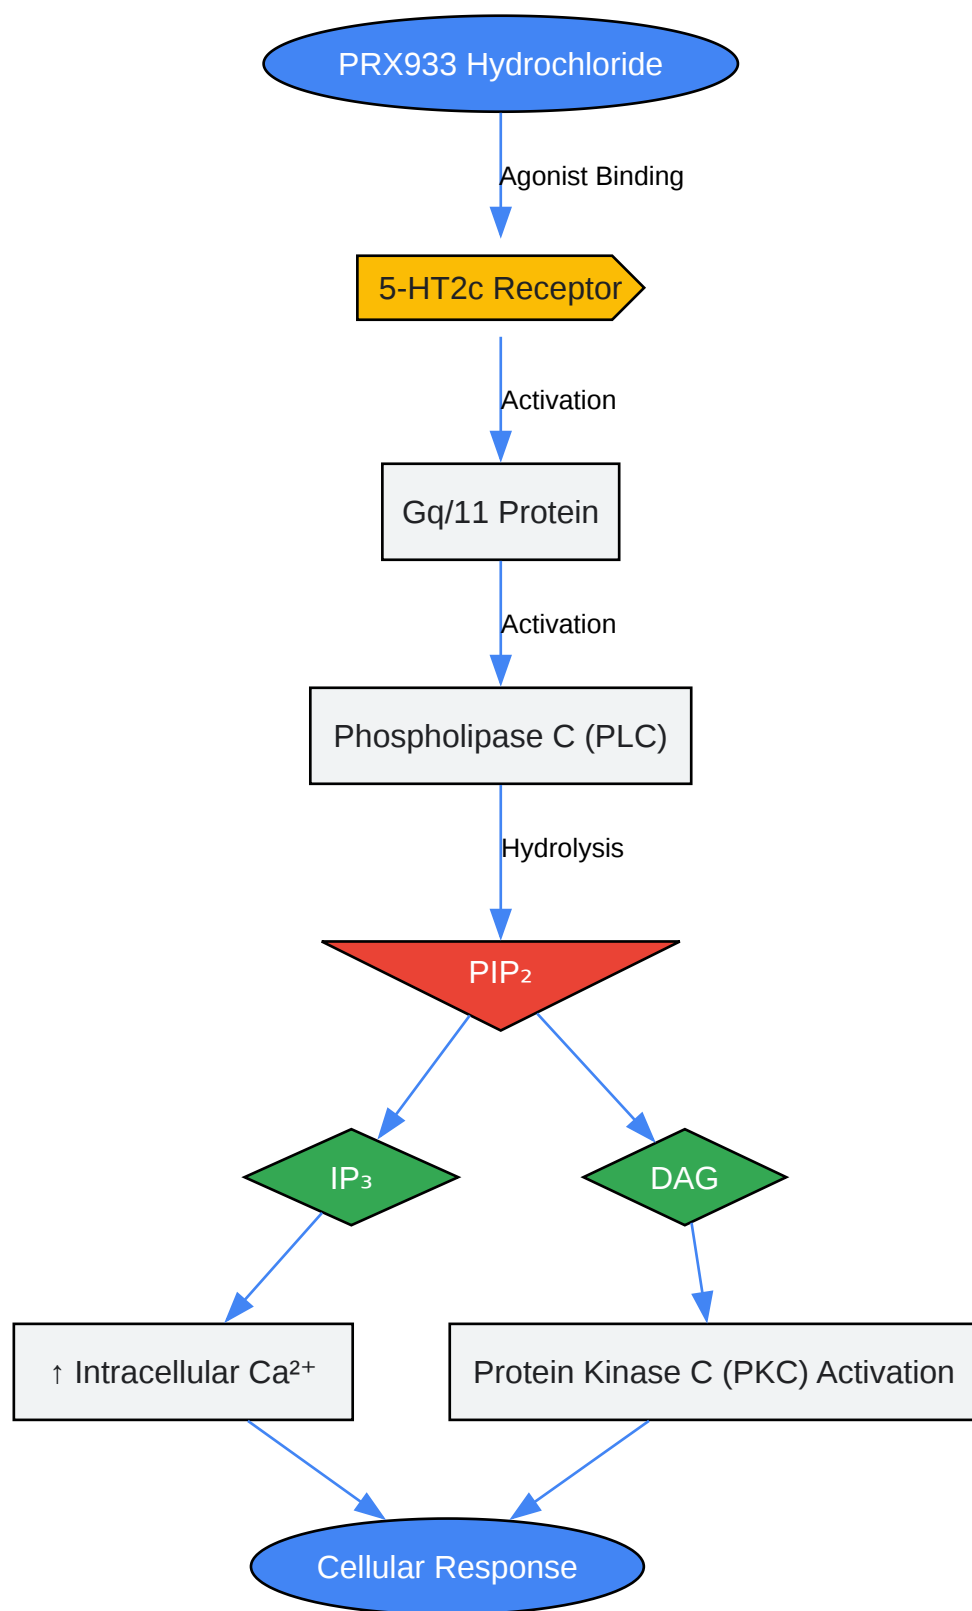 PRX933 Hydrochloride
Agonist Binding
5-HT2c Receptor
Activation
Gq/11 Protein
Activation
Phospholipase C (PLC)
Hydrolysis
PIP₂
IP₃
DAG
↑ Intracellular Ca²⁺
Protein Kinase C (PKC) Activation
Cellular Response